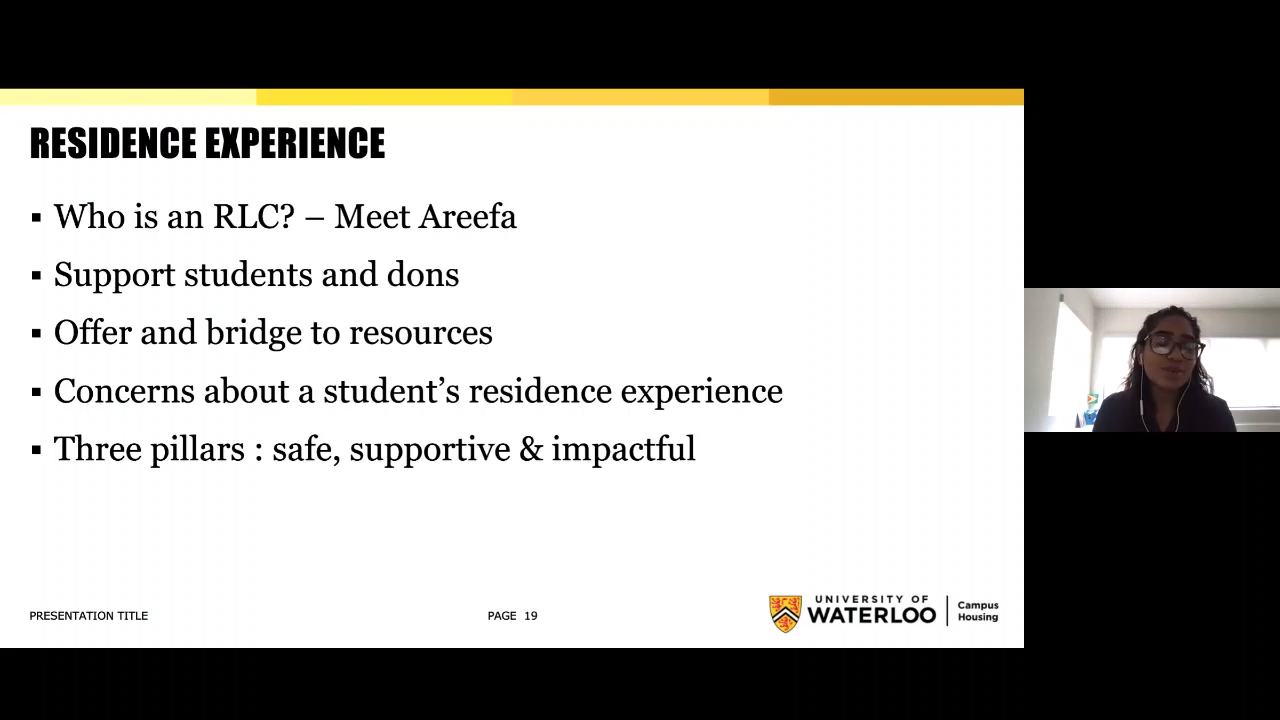 RESIDENCE EXPERIENCE
▪ Who is an RLC? – Meet Areefa
▪ Support students and dons
▪ Offer and bridge to resources
▪ Concerns about a student’s residence experience
▪ Three pillars : safe, supportive & impactful
PRESENTATION TITLE
PAGE 19
UNIVERSITY OF
WATERLOO
Campus
Housing